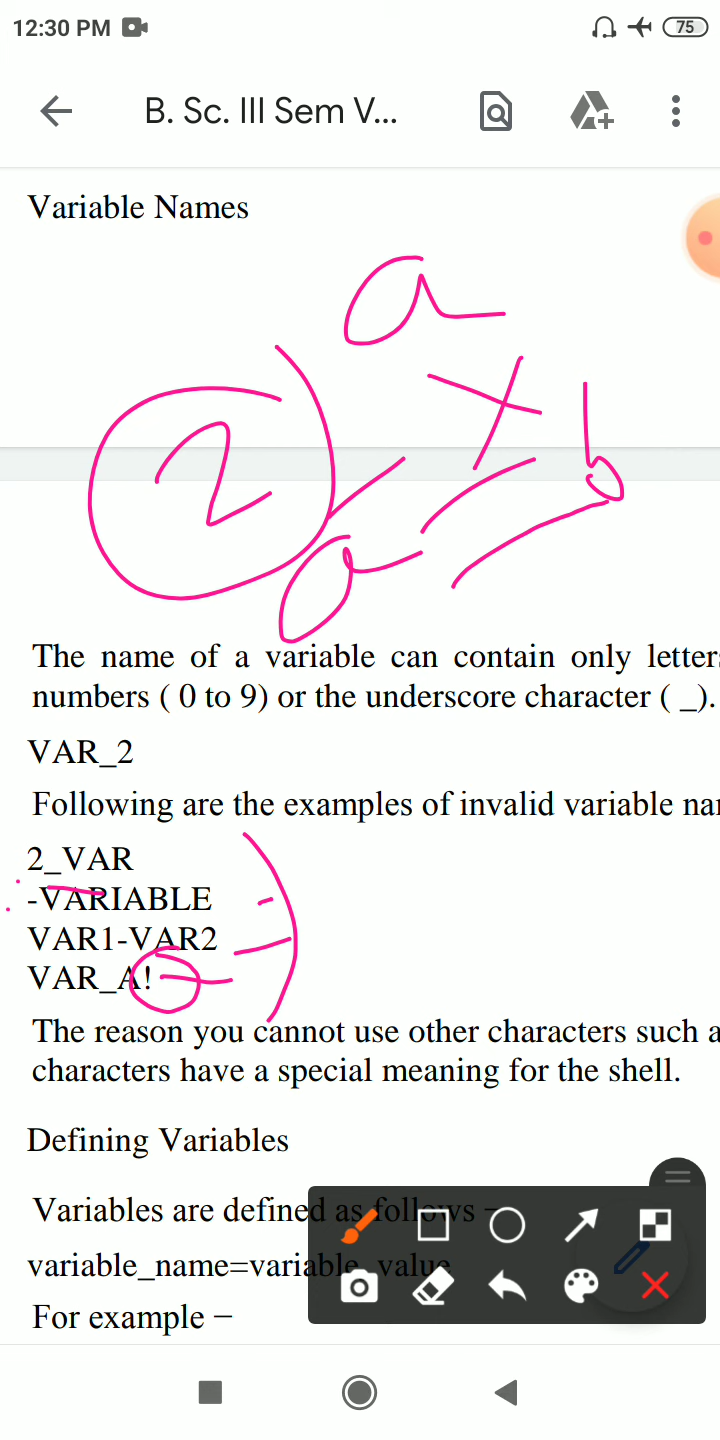 12:30 PM 75
B. Sc. III Sem V...
Variable Names
a
+ b
2
a
The name of a variable can contain only letter
numbers ( 0 to 9) or the underscore character ( _).
VAR_2
Following are the examples of invalid variable
2_VAR
-VARIABLE
VAR1-VAR2
VAR_A!
The reason you cannot use other characters such a
characters have a special meaning for the shell.
Defining Variables
Variables are defined as follows −
variable_name=variable_value
For example −